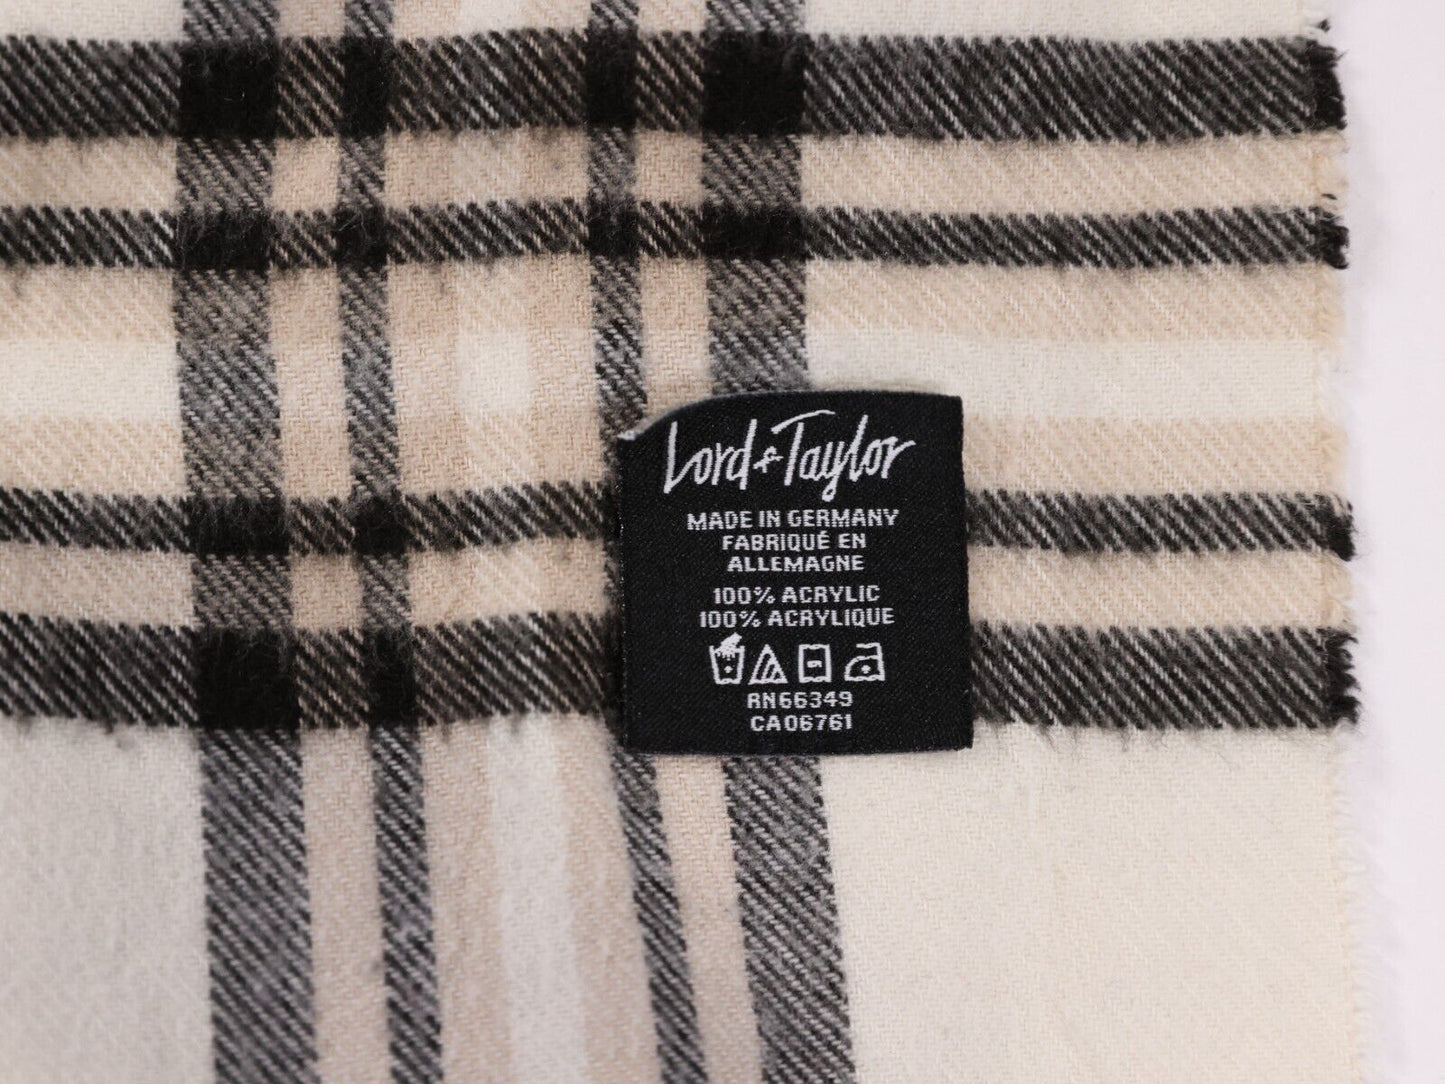 Lord & Taylor
MADE IN GERMANY
FABRIQUÉ EN
ALLEMAGNE
100% ACRYLIC
100% ACRYLIQUE
RN66349
CA06761